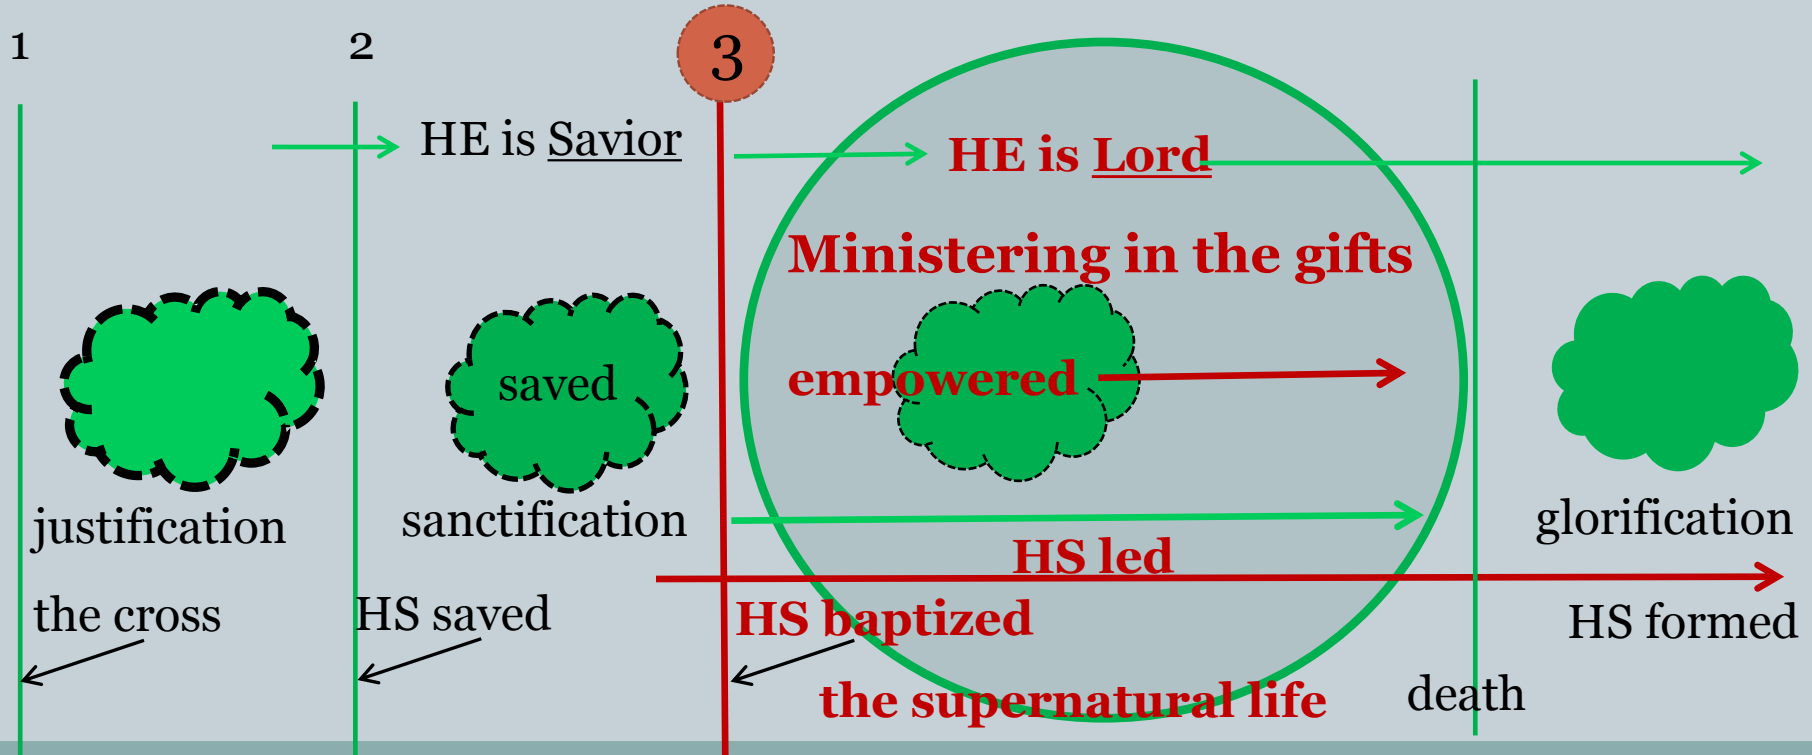 1
2
3
HE is Savior
HE is Lord
Ministering in the gifts
saved
empowered
justification
sanctification
glorification
HS led
the cross
HS saved
HS baptized
HS formed
the supernatural life
death